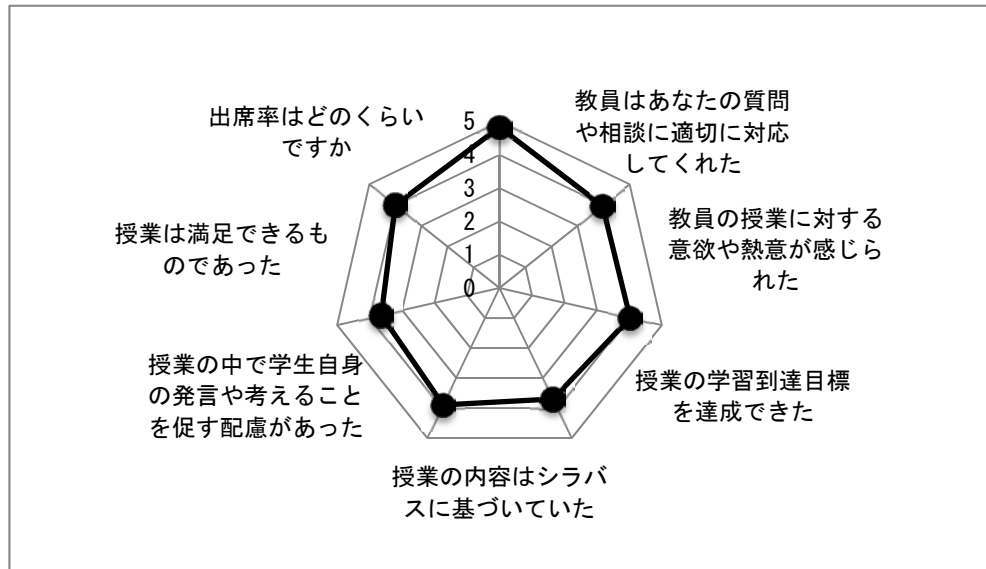 出席率はどのくらい
ですか
教員はあなたの質問
や相談に適切に対応
してくれた
教員の授業に対する
意欲や熱意が感じら
れた
授業の学習到達目標
を達成できた
授業の内容はシラバ
スに基づいていた
授業の中で学生自身
の発言や考えること
を促す配慮があった
授業は満足できるも
のであった
5
4
3
2
1
0